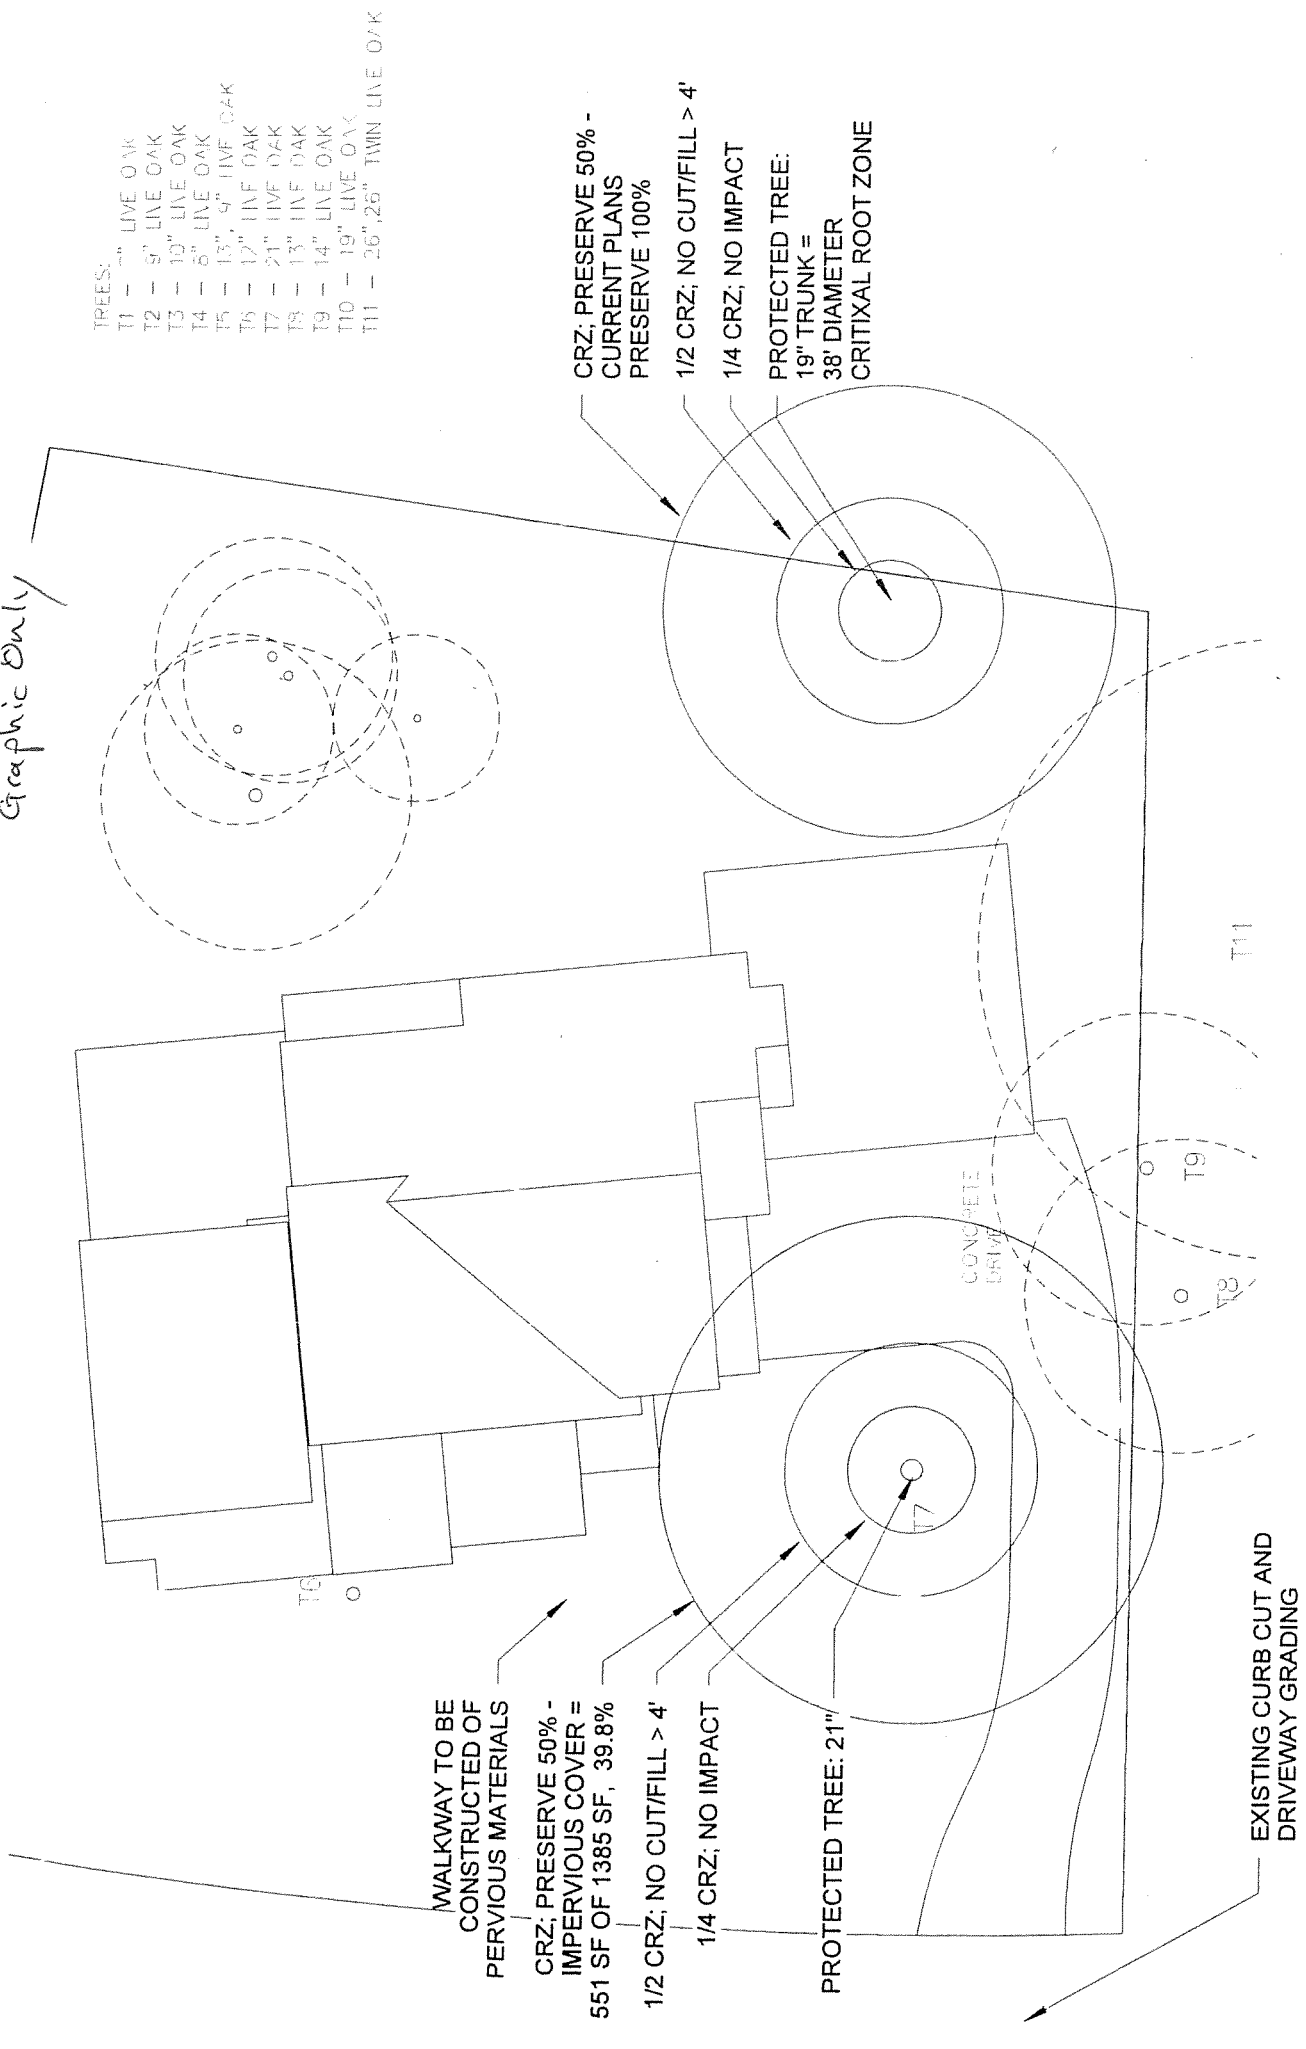 Graphic Only
TREES:
T1 - " LIVE OAK
T2 - 9" LIVE OAK
T3 - 10" LIVE OAK
T4 - 8" LIVE OAK
T5 - 13", 9" LIVE OAK
T6 - 12" LIVE OAK
T7 - 21" LIVE OAK
T8 - 13" LIVE OAK
T9 - 14" LIVE OAK
T10 - 19" LIVE OAK
T11 - 26",26" TWIN LIVE OAK
CRZ; PRESERVE 50% -
CURRENT PLANS
PRESERVE 100%
1/2 CRZ; NO CUT/FILL > 4'
1/4 CRZ; NO IMPACT
PROTECTED TREE:
19" TRUNK =
38' DIAMETER
CRITIXAL ROOT ZONE
WALKWAY TO BE
CONSTRUCTED OF
PERVIOUS MATERIALS
CRZ; PRESERVE 50% -
IMPERVIOUS COVER =
551 SF OF 1385 SF, 39.8%
1/2 CRZ; NO CUT/FILL > 4'
1/4 CRZ; NO IMPACT
PROTECTED TREE: 21"
T6
T7
CONCRETE
DRIVE
T8
T9
T11
EXISTING CURB CUT AND
DRIVEWAY GRADING